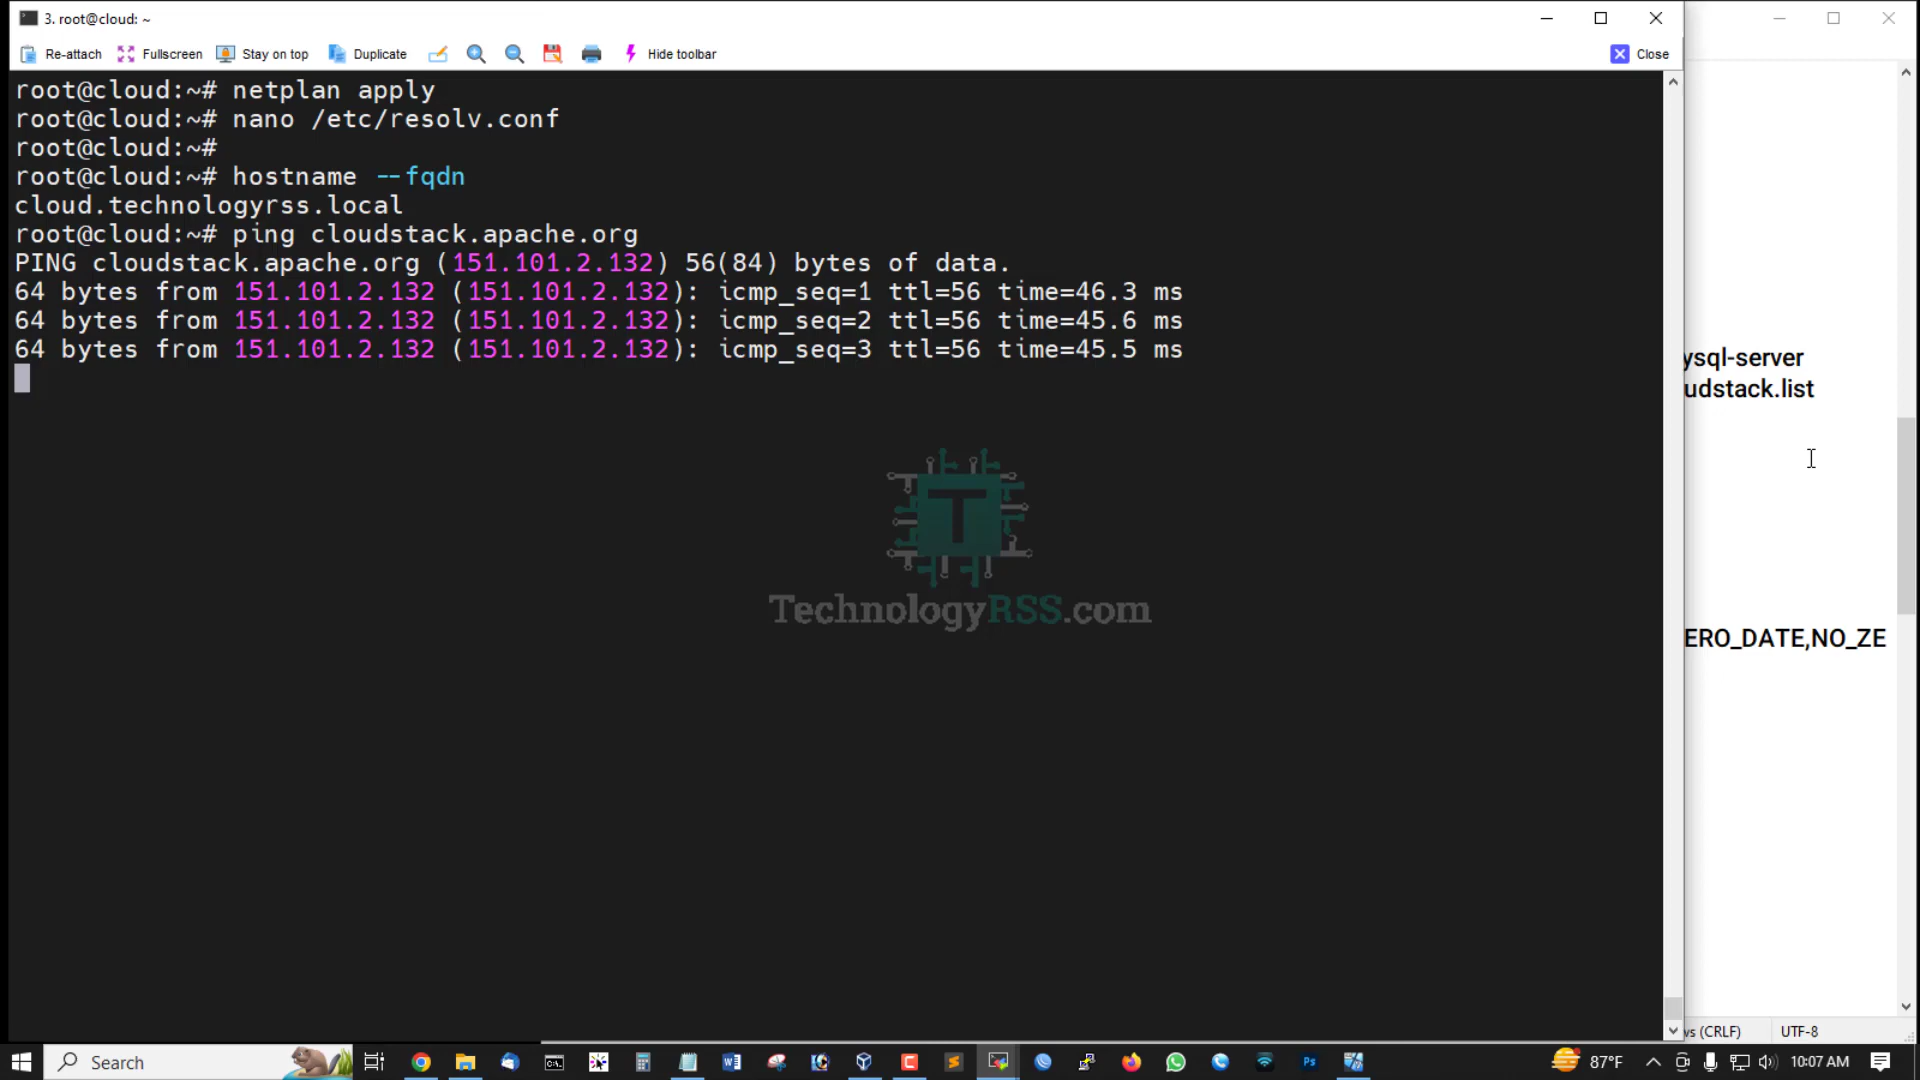 3. root@cloud: ~
Re-attach Fullscreen Stay on top Duplicate Hide toolbar Close
root@cloud:~# netplan apply
root@cloud:~# nano /etc/resolv.conf
root@cloud:~#
root@cloud:~# hostname --fqdn
cloud.technologyrss.local
root@cloud:~# ping cloudstack.apache.org
PING cloudstack.apache.org (151.101.2.132) 56(84) bytes of data.
64 bytes from 151.101.2.132 (151.101.2.132): icmp_seq=1 ttl=56 time=46.3 ms
64 bytes from 151.101.2.132 (151.101.2.132): icmp_seq=2 ttl=56 time=45.6 ms
64 bytes from 151.101.2.132 (151.101.2.132): icmp_seq=3 ttl=56 time=45.5 ms
ysql-server
udstack.list
T
TechnologyRSS.com
ERO_DATE,NO_ZE
ws (CRLF) UTF-8
Search
Ps
87°F
10:07 AM